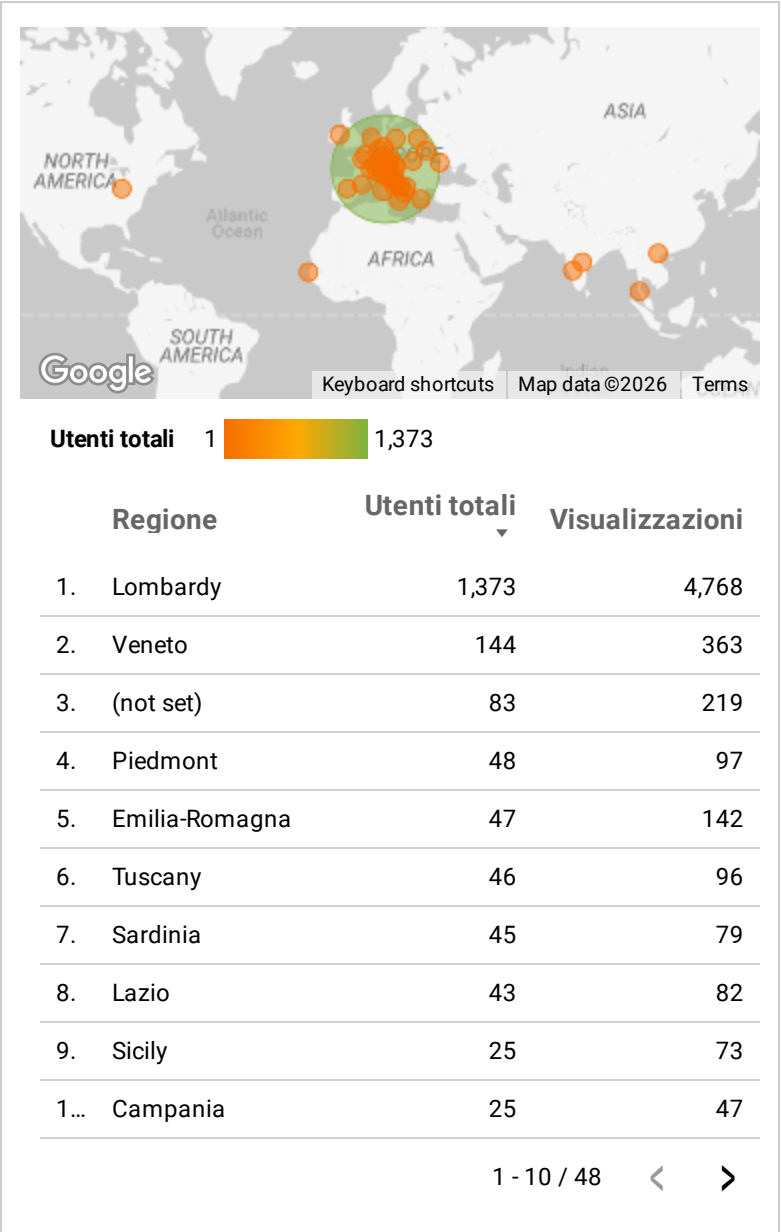 ASIA
NORTH
AMERICA
Atlantic
Ocean
AFRICA
SOUTH
AMERICA
Google
Keyboard shortcuts Map data ©2026 Terms
Utenti totali 1 1,373
Regione Utenti totali Visualizzazioni
1. Lombardy 1,373 4,768
2. Veneto 144 363
3. (not set) 83 219
4. Piedmont 48 97
5. Emilia-Romagna 47 142
6. Tuscany 46 96
7. Sardinia 45 79
8. Lazio 43 82
9. Sicily 25 73
1... Campania 25 47
1 - 10 / 48